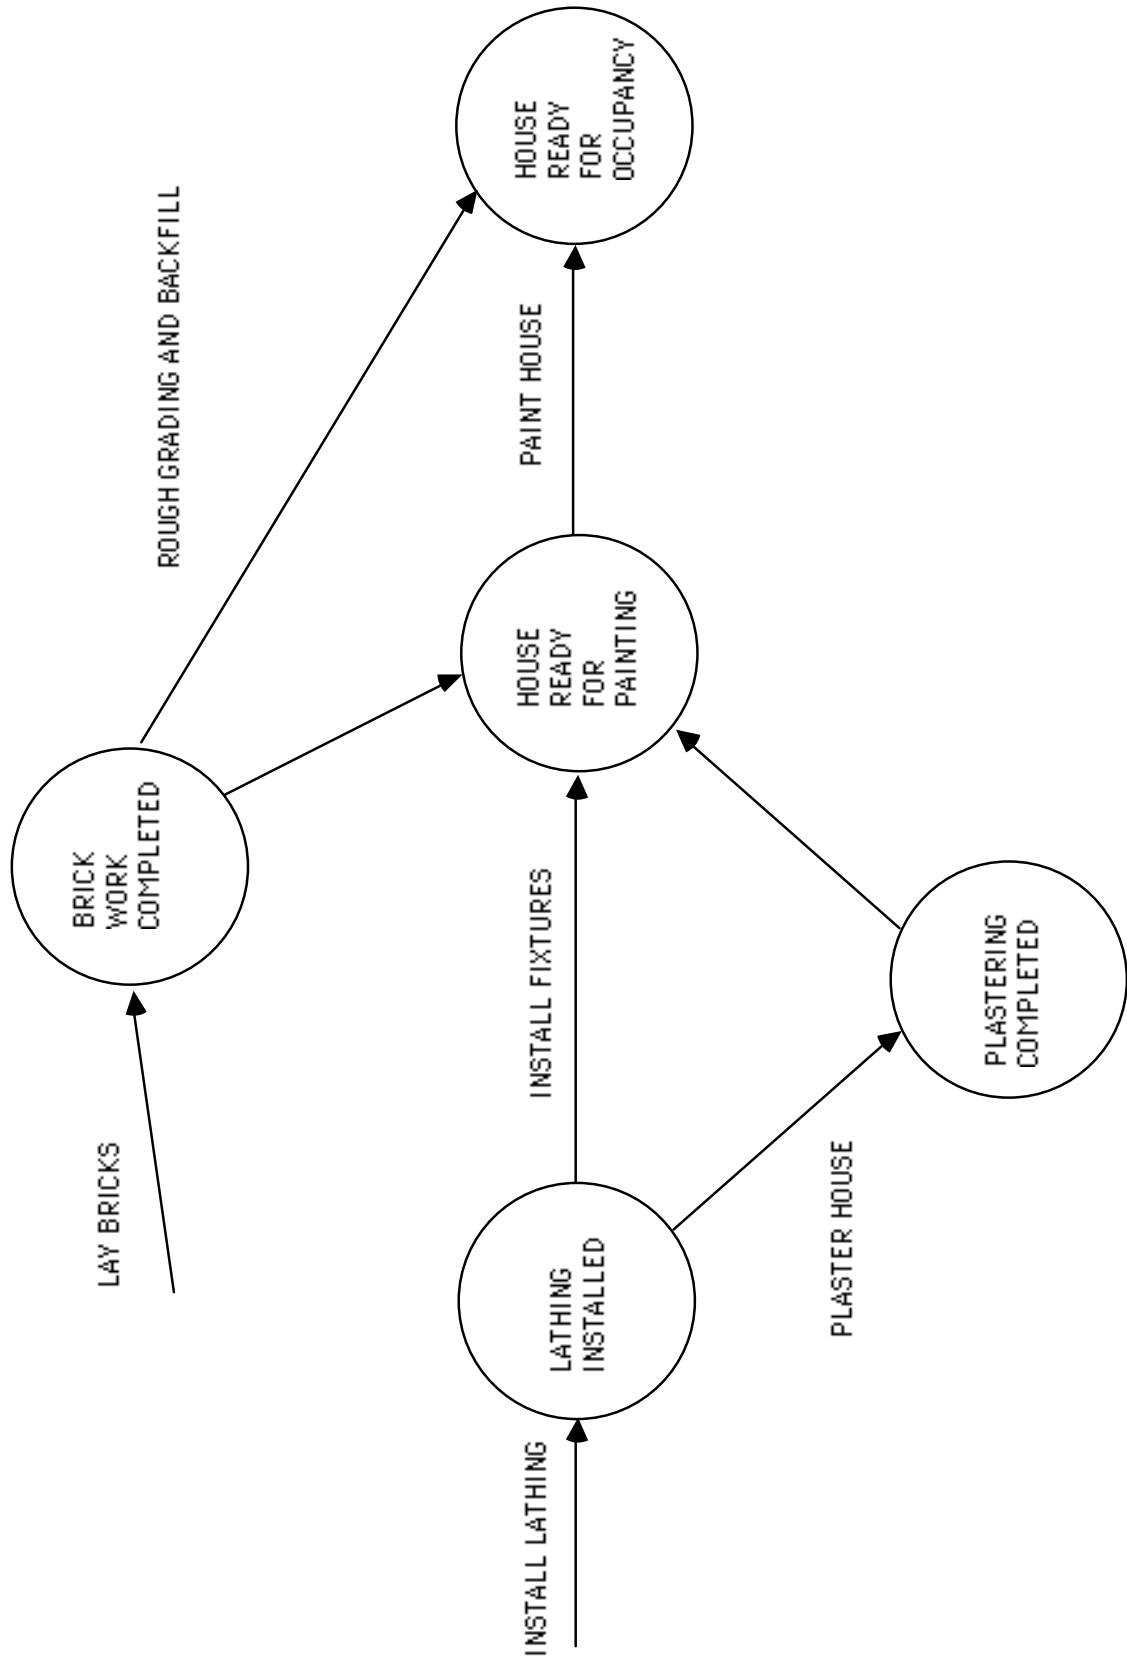 LAY BRICKS
BRICK
WORK
COMPLETED
ROUGH GRADING AND BACKFILL
INSTALL LATHING
LATHING
INSTALLED
INSTALL FIXTURES
HOUSE
READY
FOR
PAINTING
PAINT HOUSE
HOUSE
READY
FOR
OCCUPANCY
PLASTER HOUSE
PLASTERING
COMPLETED